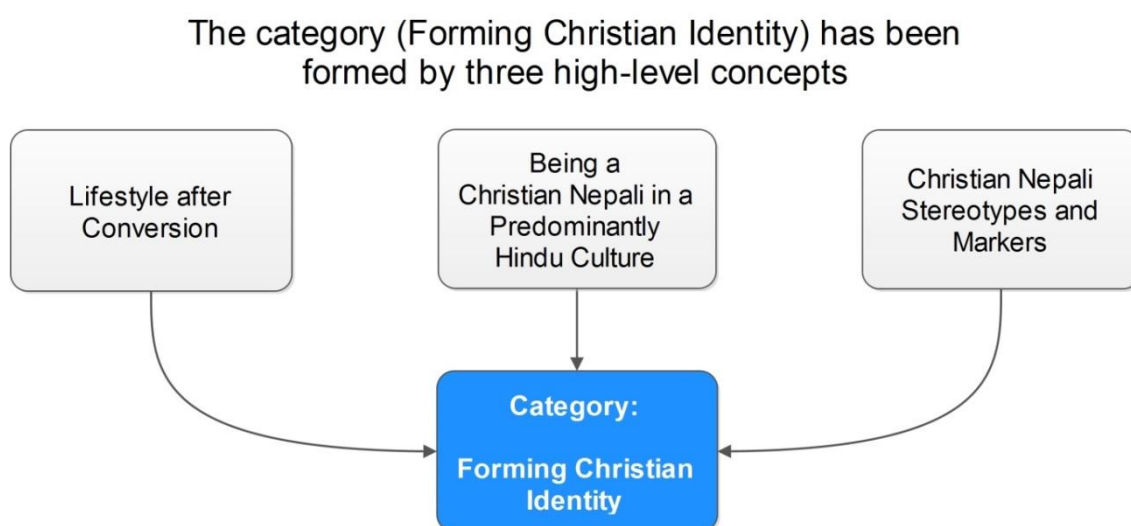 The category (Forming Christian Identity) has been
formed by three high-level concepts
Lifestyle after
Conversion
Being a
Christian Nepali in a
Predominantly
Hindu Culture
Christian Nepali
Stereotypes and
Markers
Category:
Forming Christian
Identity